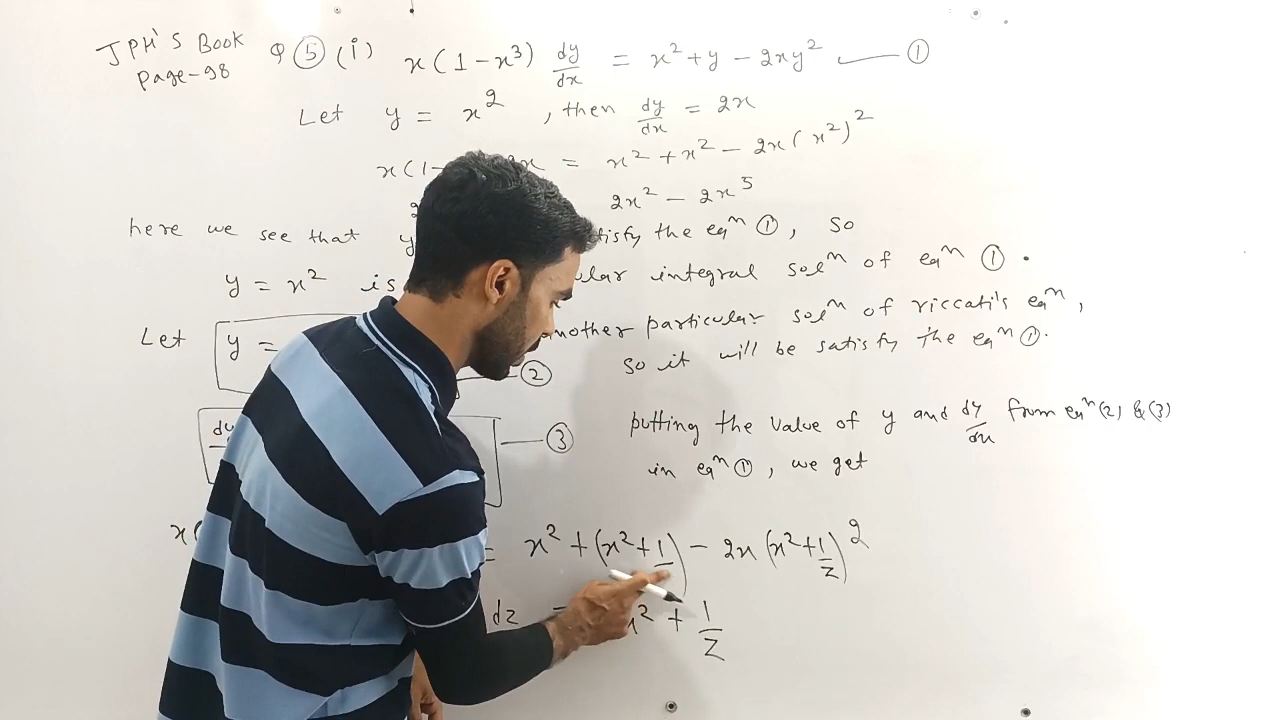 JPH'S Book
Page-98
Q 5 (i) x(1-x³) dy/dx = x²+y - 2xy² — ①
Let y = x², then dy/dx = 2x
x(1- 2x = x² + x² - 2x(x²)²
2x² - 2x⁵
here we see that y the eqⁿ ①, so
y = x² is integral solⁿ of eqⁿ ①.
Let y = another particular solⁿ of riccati's eqⁿ,
②
so it will be satisfy the eqⁿ ①.
③
putting the value of y and dy/dx from eqⁿ(2) & (3)
in eqⁿ ①, we get
x( = x² + (x²+1/ ) - 2x (x²+1/z)²
dz = x² + 1/z